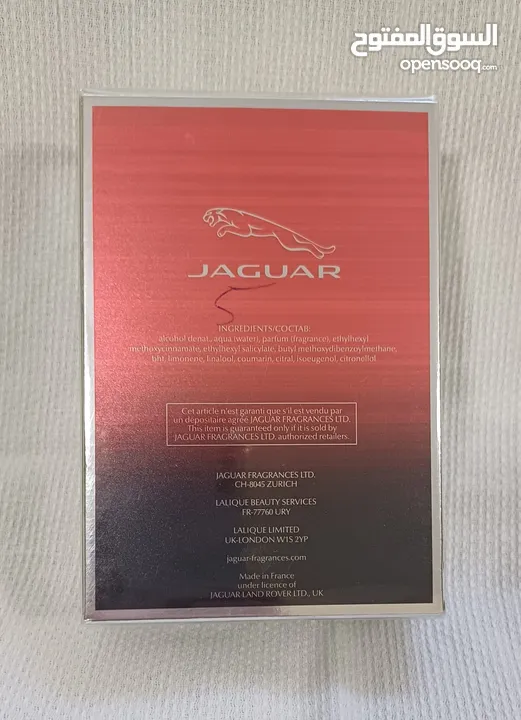 السوق المفتوح
opensooq.com
JAGUAR
5
INGREDIENTS/COCTAB:
alcohol denat., aqua (water), parfum (fragrance), ethylhexyl
methoxycinnamate, ethylhexyl salicylate, butyl methoxydibenzoylmethane,
bht, limonene, linalool, coumarin, citral, isoeugenol, citronellol
Cet article n'est garanti que s'il est vendu par
un dépositaire agréé JAGUAR FRAGRANCES LTD.
This item is guaranteed only if it is sold by
JAGUAR FRAGRANCES LTD. authorized retailers.
JAGUAR FRAGRANCES LTD.
CH-8045 ZURICH
LALIQUE BEAUTY SERVICES
FR-77760 URY
LALIQUE LIMITED
UK-LONDON W1S 2YP
jaguar-fragrances.com
Made in France
under licence of
JAGUAR LAND ROVER LTD., UK